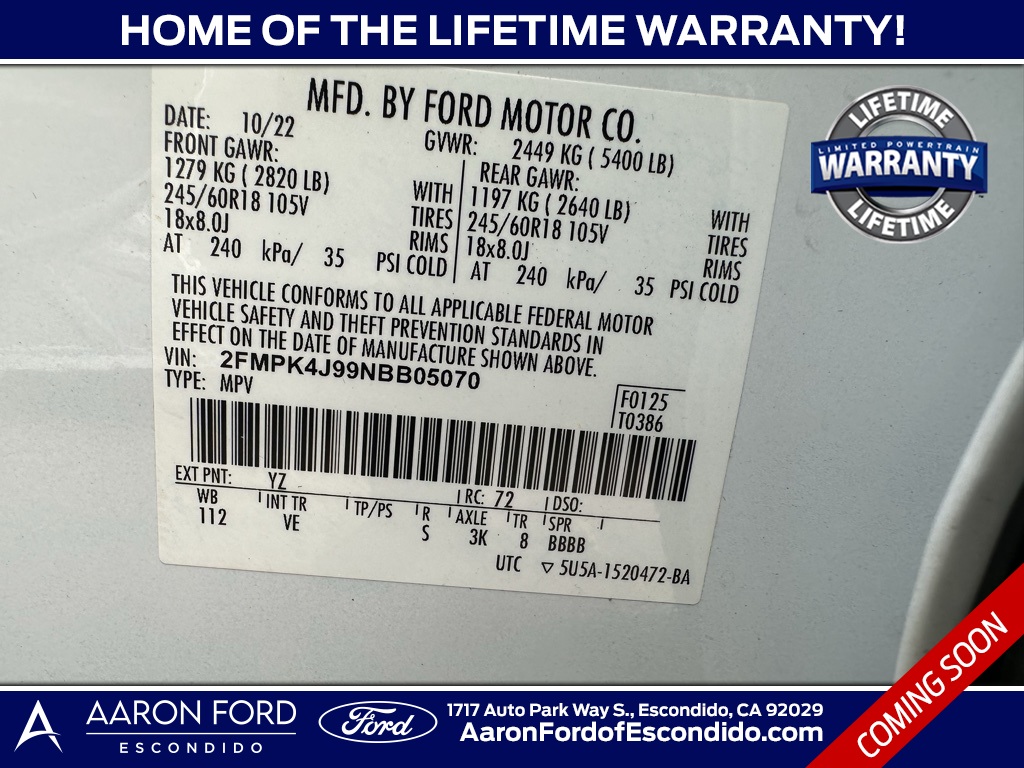 HOME OF THE LIFETIME WARRANTY!
MFD. BY FORD MOTOR CO.
DATE: 10/22 GVWR: 2449 KG ( 5400 LB)
FRONT GAWR: REAR GAWR:
1279 KG ( 2820 LB) WITH 1197 KG ( 2640 LB) WITH
245/60R18 105V TIRES 245/60R18 105V TIRES
18x8.0J RIMS 18x8.0J RIMS
AT 240 kPa/ 35 PSI COLD AT 240 kPa/ 35 PSI COLD
THIS VEHICLE CONFORMS TO ALL APPLICABLE FEDERAL MOTOR
VEHICLE SAFETY AND THEFT PREVENTION STANDARDS IN
EFFECT ON THE DATE OF MANUFACTURE SHOWN ABOVE.
VIN: 2FMPK4J99NBB05070
TYPE: MPV
F0125
T0386
EXT PNT: YZ RC: 72 DSO:
WB INT TR TP/PS R AXLE TR SPR
112 VE S 3K 8 BBBB
UTC ▽ 5U5A-1520472-BA
LIFETIME
LIMITED POWERTRAIN
WARRANTY
LIFETIME
COMING SOON
AARON FORD
ESCONDIDO
Ford
1717 Auto Park Way S., Escondido, CA 92029
AaronFordofEscondido.com